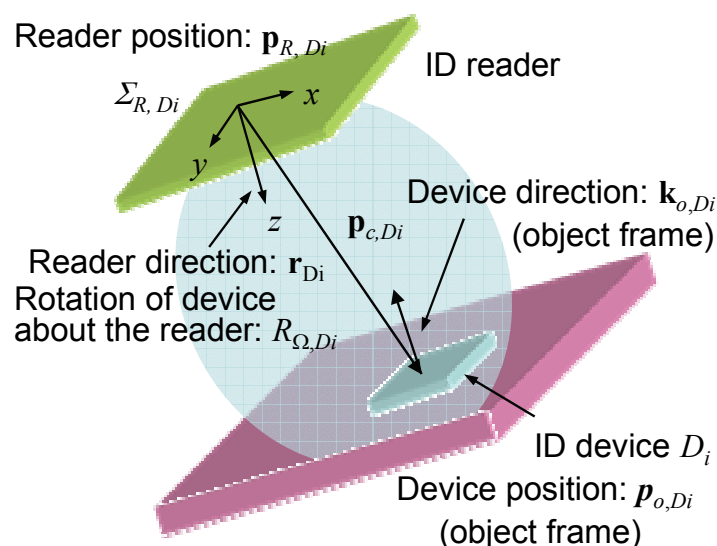 Reader position: p_{R, Di}
ID reader
Σ_{R, Di}
x
y
z
Device direction: k_{o,Di}
(object frame)
p_{c,Di}
Reader direction: r_{Di}
Rotation of device
about the reader: R_{Ω,Di}
ID device D_i
Device position: p_{o,Di}
(object frame)